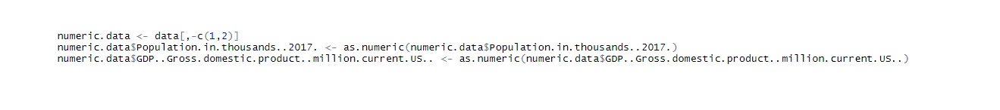 numeric.data <- data[,-c(1,2)]
numeric.data$Population.in.thousands..2017. <- as.numeric(numeric.data$Population.in.thousands..2017.)
numeric.data$GDP..Gross.domestic.product..million.current.US.. <- as.numeric(numeric.data$GDP..Gross.domestic.product..million.current.US..)